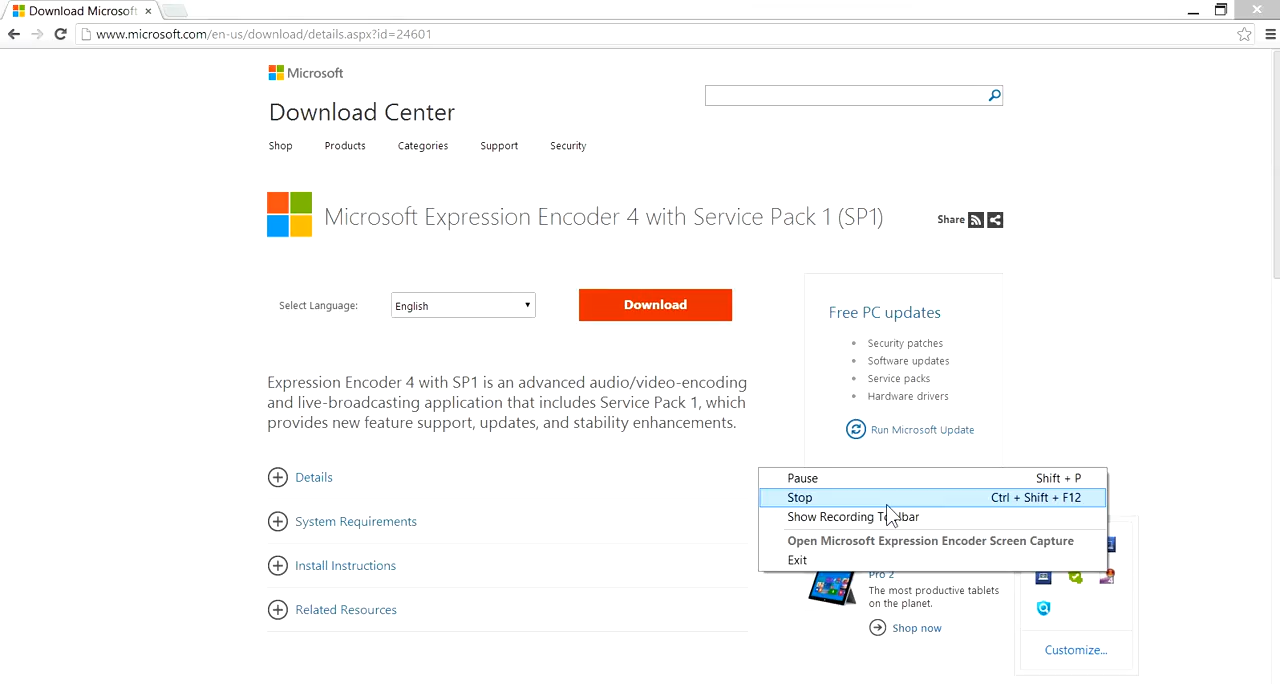 Download Microsoft
www.microsoft.com/en-us/download/details.aspx?id=24601
Microsoft
Download Center
Shop Products Categories Support Security
Microsoft Expression Encoder 4 with Service Pack 1 (SP1)
Share
Select Language: English Download
Free PC updates
Security patches
Software updates
Service packs
Hardware drivers
Run Microsoft Update
Expression Encoder 4 with SP1 is an advanced audio/video-encoding
and live-broadcasting application that includes Service Pack 1, which
provides new feature support, updates, and stability enhancements.
Details
System Requirements
Install Instructions
Related Resources
Pause Shift + P
Stop Ctrl + Shift + F12
Show Recording Toolbar
Open Microsoft Expression Encoder Screen Capture
Exit
Pro 2
The most productive tablets
on the planet.
Shop now
Customize...